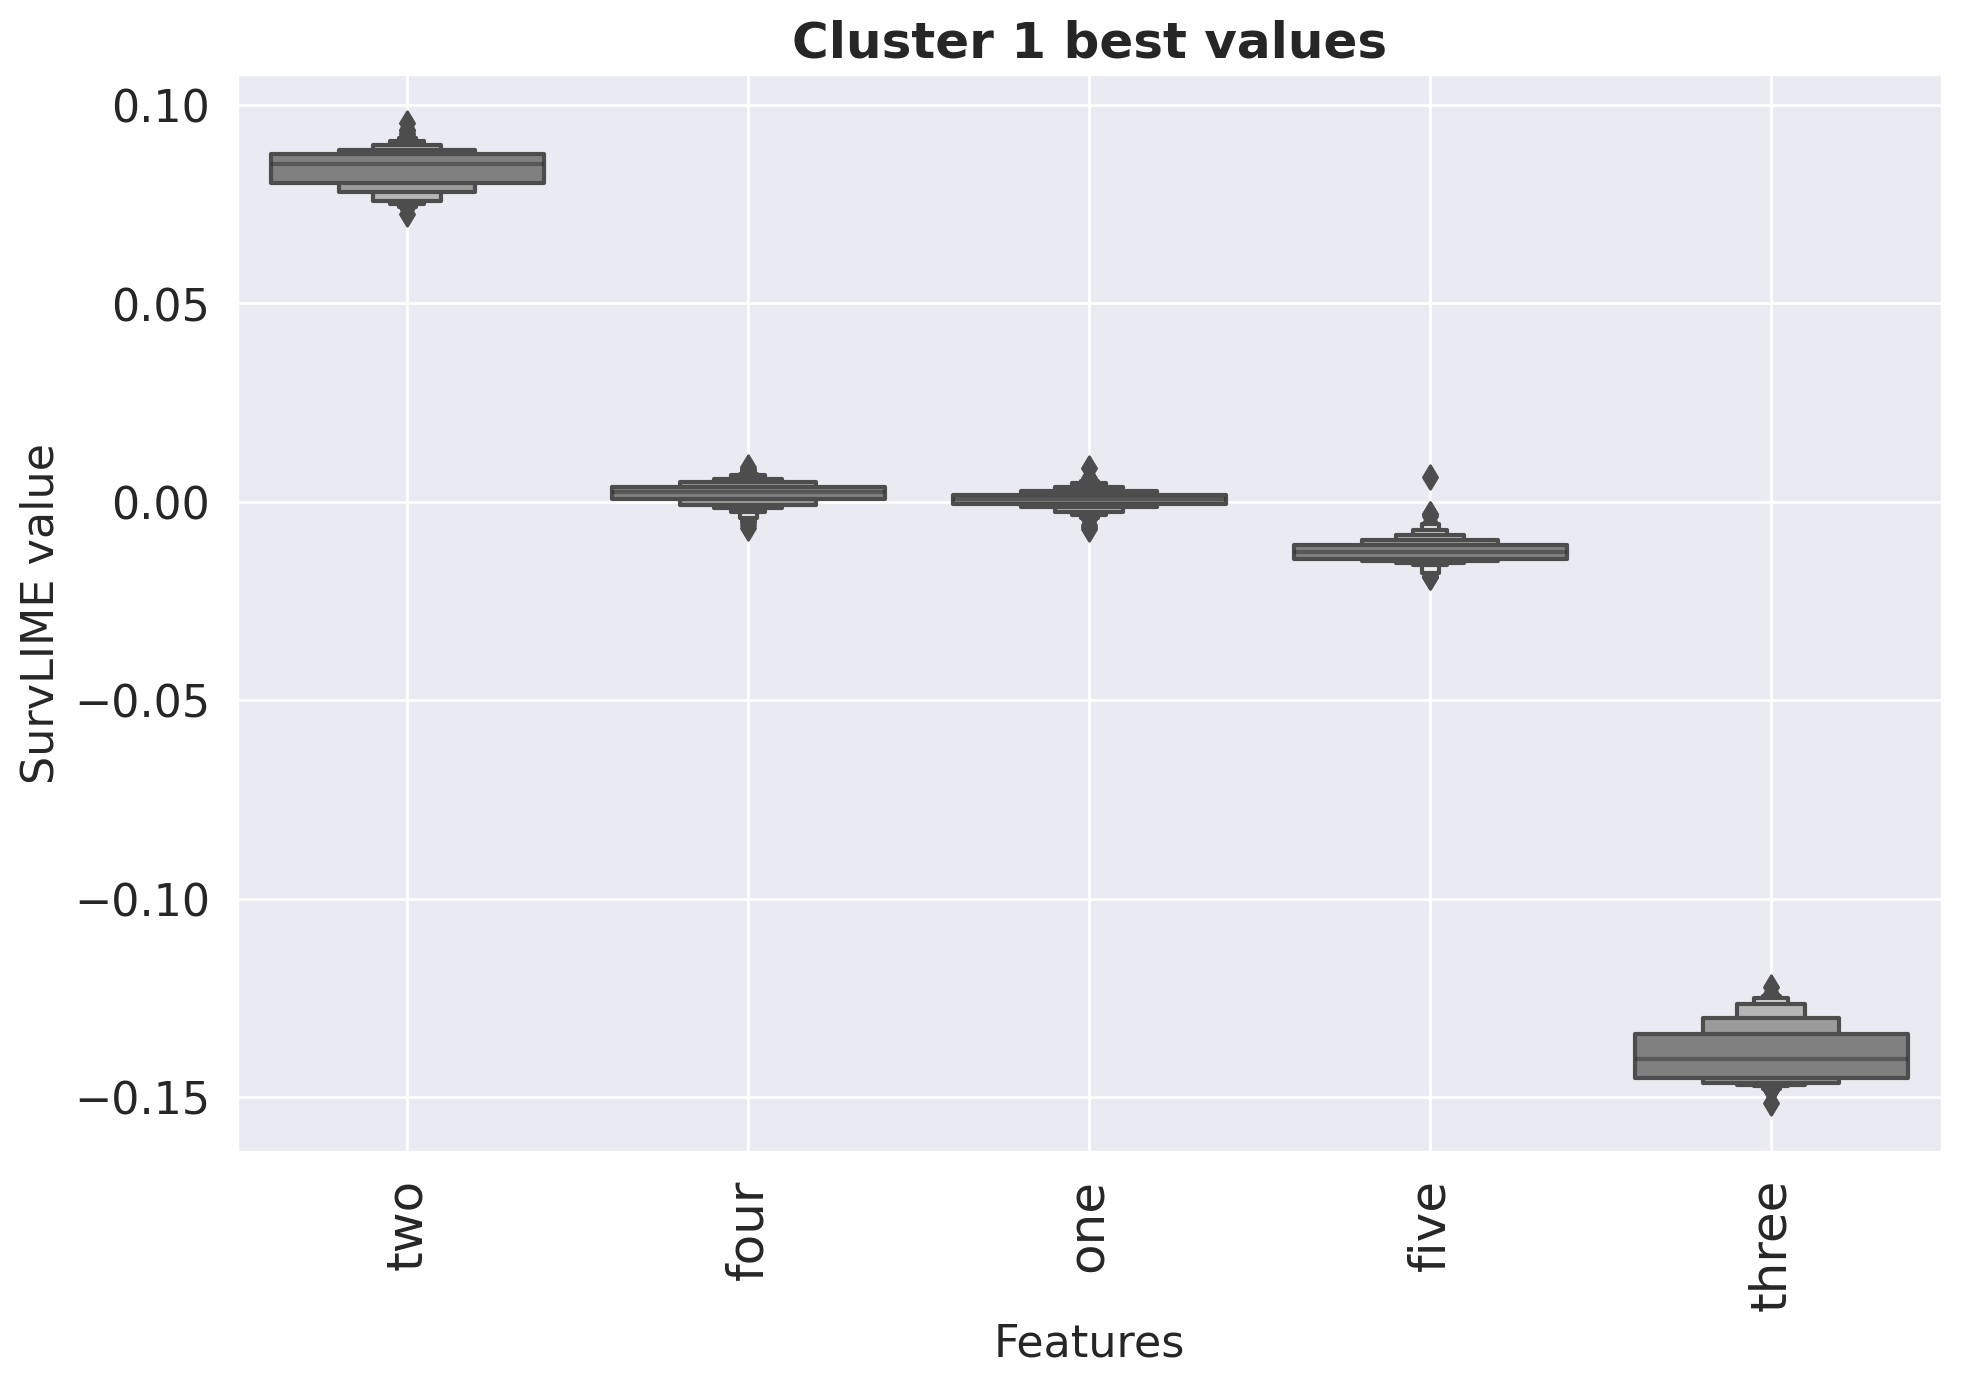 Cluster 1 best values
0.10
0.05
0.00
−0.05
−0.10
−0.15
SurvLIME value
two
four
one
five
three
Features